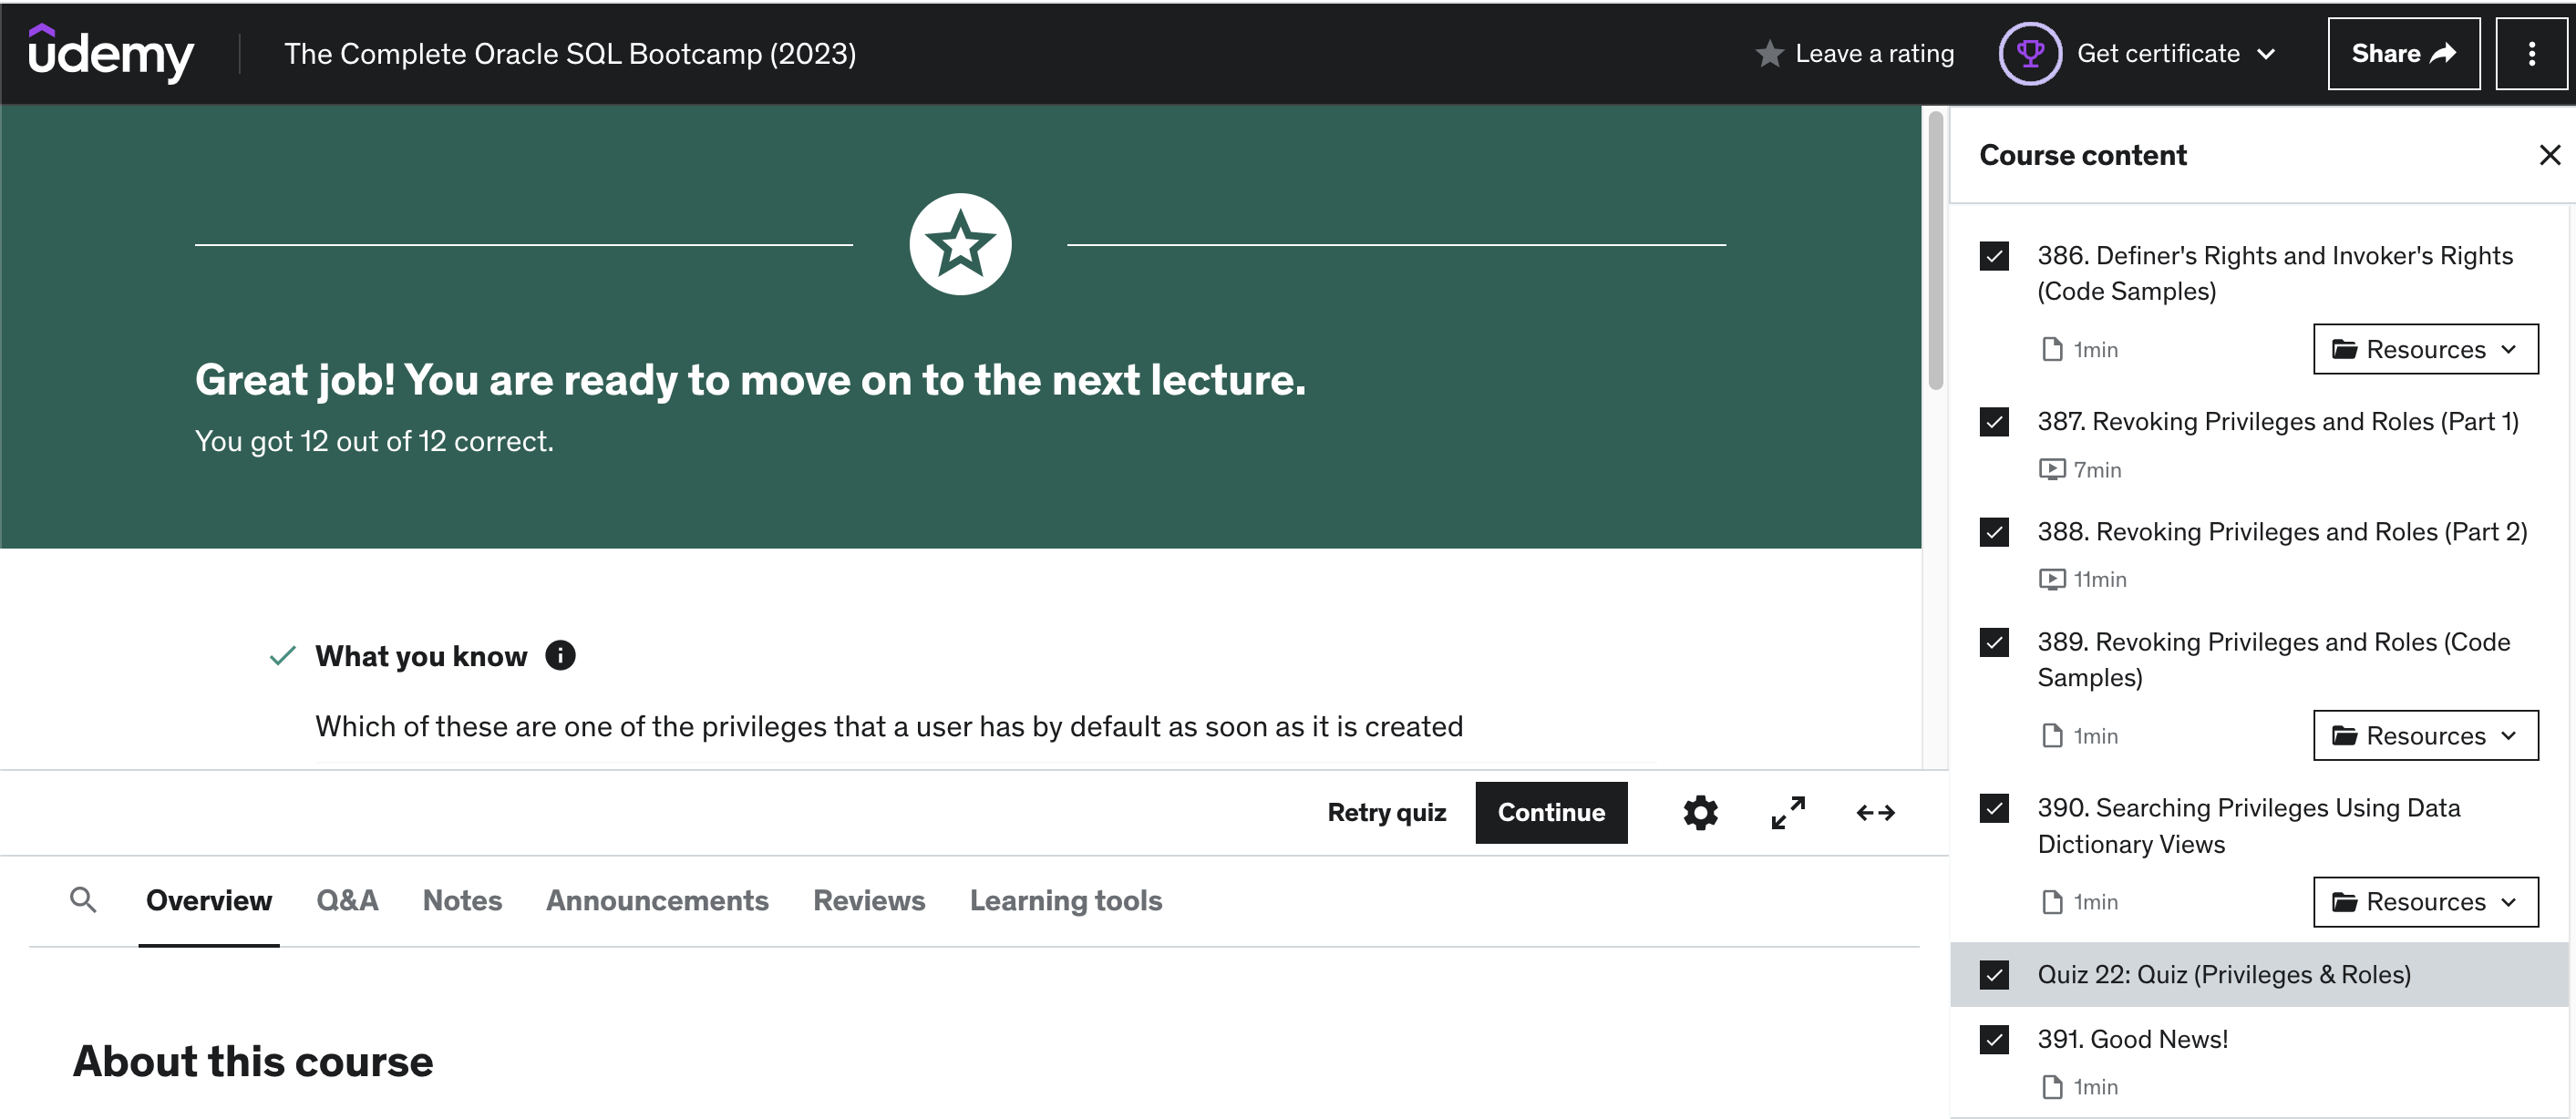 udemy
The Complete Oracle SQL Bootcamp (2023)
Leave a rating
Get certificate
Share
Great job! You are ready to move on to the next lecture.
You got 12 out of 12 correct.
What you know
Which of these are one of the privileges that a user has by default as soon as it is created
Retry quiz
Continue
Overview
Q&A
Notes
Announcements
Reviews
Learning tools
About this course
Course content
386. Definer's Rights and Invoker's Rights
(Code Samples)
1min
Resources
387. Revoking Privileges and Roles (Part 1)
7min
388. Revoking Privileges and Roles (Part 2)
11min
389. Revoking Privileges and Roles (Code
Samples)
1min
Resources
390. Searching Privileges Using Data
Dictionary Views
1min
Resources
Quiz 22: Quiz (Privileges & Roles)
391. Good News!
1min